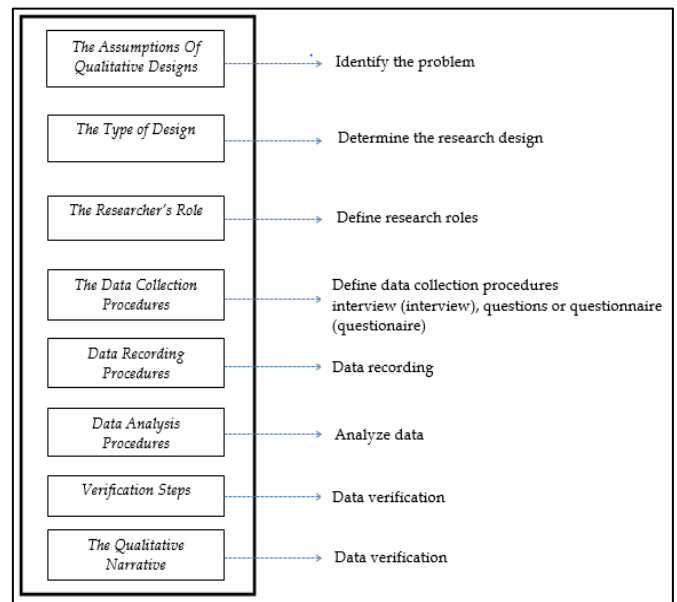 The Assumptions Of
Qualitative Designs
Identify the problem
The Type of Design
Determine the research design
The Researcher's Role
Define research roles
The Data Collection
Procedures
Define data collection procedures
interview (interview), questions or questionnaire
(questionaire)
Data Recording
Procedures
Data recording
Data Analysis
Procedures
Analyze data
Verification Steps
Data verification
The Qualitative
Narrative
Data verification